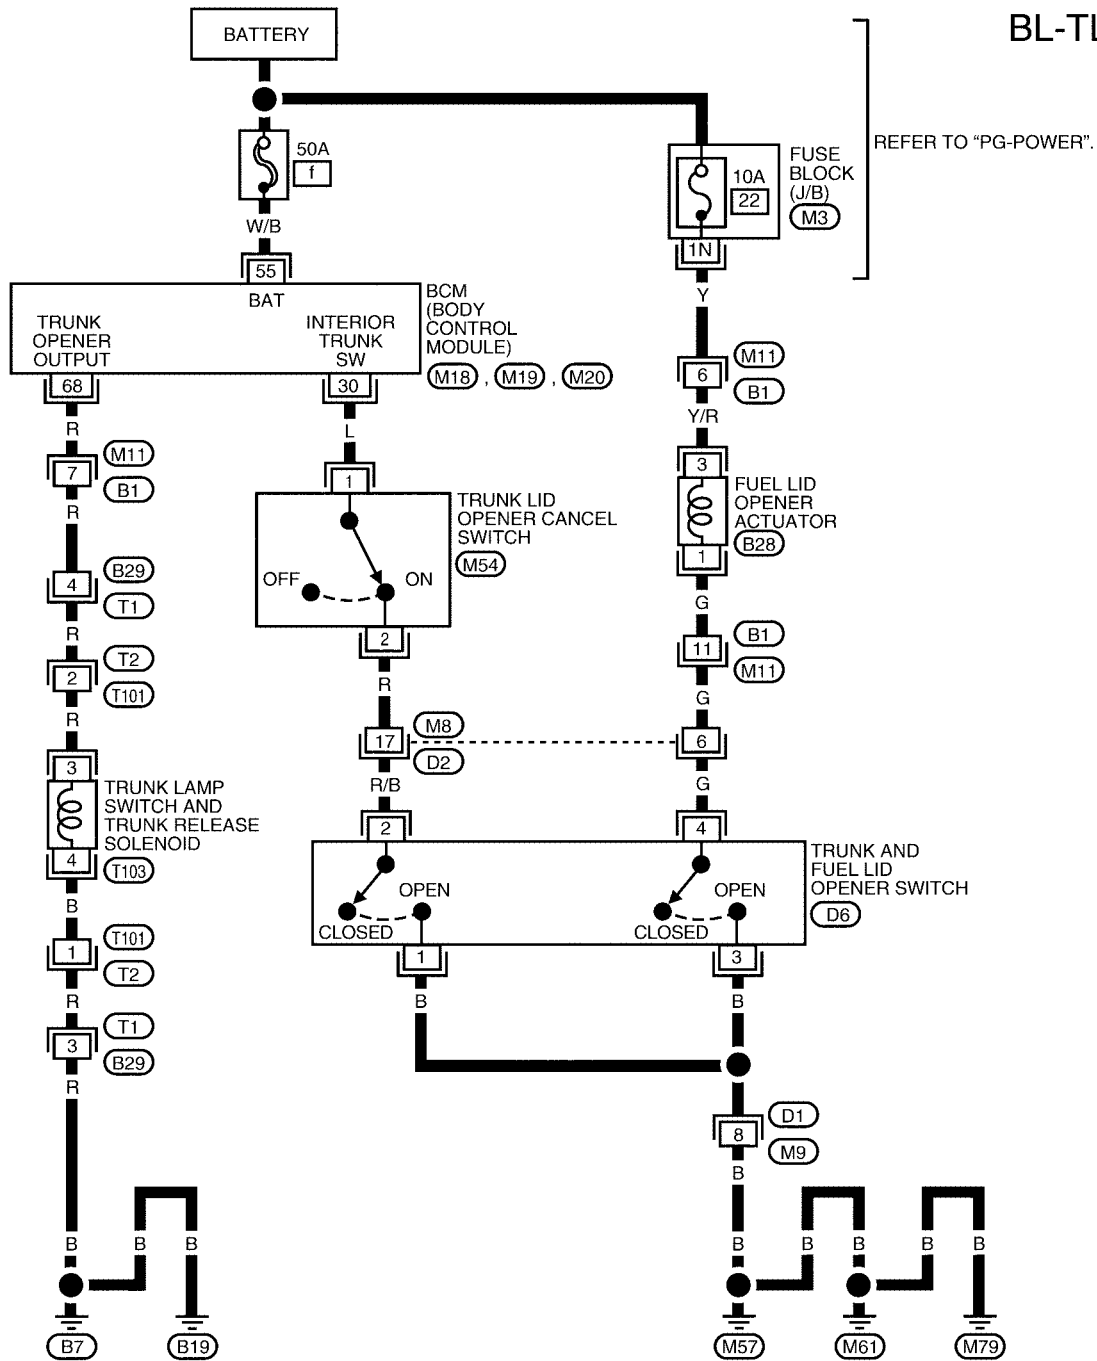 BL-TL
BATTERY
REFER TO “PG-POWER”.
50A
f
FUSE
BLOCK
(J/B)
M3
10A
22
1N
W/B
55
BAT
Y
BCM
(BODY
CONTROL
MODULE)
M18 , M19 , M20
TRUNK
OPENER
OUTPUT
INTERIOR
TRUNK
SW
68
30
M11
6
B1
R
L
Y/R
M11
7
B1
1
3
FUEL LID
OPENER
ACTUATOR
B28
1
TRUNK LID
OPENER CANCEL
SWITCH
M54
R
OFF
ON
B29
4
T1
G
2
B1
11
M11
R
T2
2
T101
R
G
R
M8
17
D2
6
3
R/B
G
TRUNK LAMP
SWITCH AND
TRUNK RELEASE
SOLENOID
4
T103
2
4
TRUNK AND
FUEL LID
OPENER SWITCH
D6
OPEN
CLOSED
OPEN
CLOSED
B
T101
1
T2
1
3
R
B
B
T1
3
B29
R
D1
8
M9
B
B
B
B
B
B
B
B
B
B7
B19
M57
M61
M79